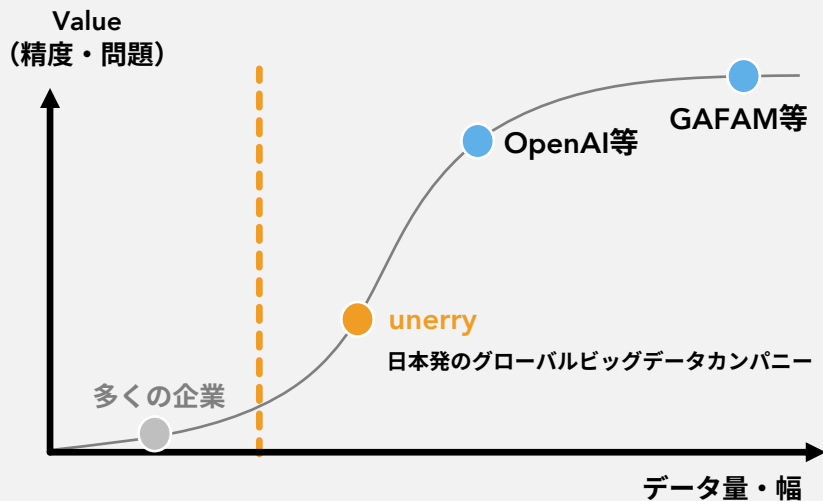 Value
（精度・問題）
GAFAM等
OpenAI等
unerry
日本発のグローバルビッグデータカンパニー
多くの企業
データ量・幅